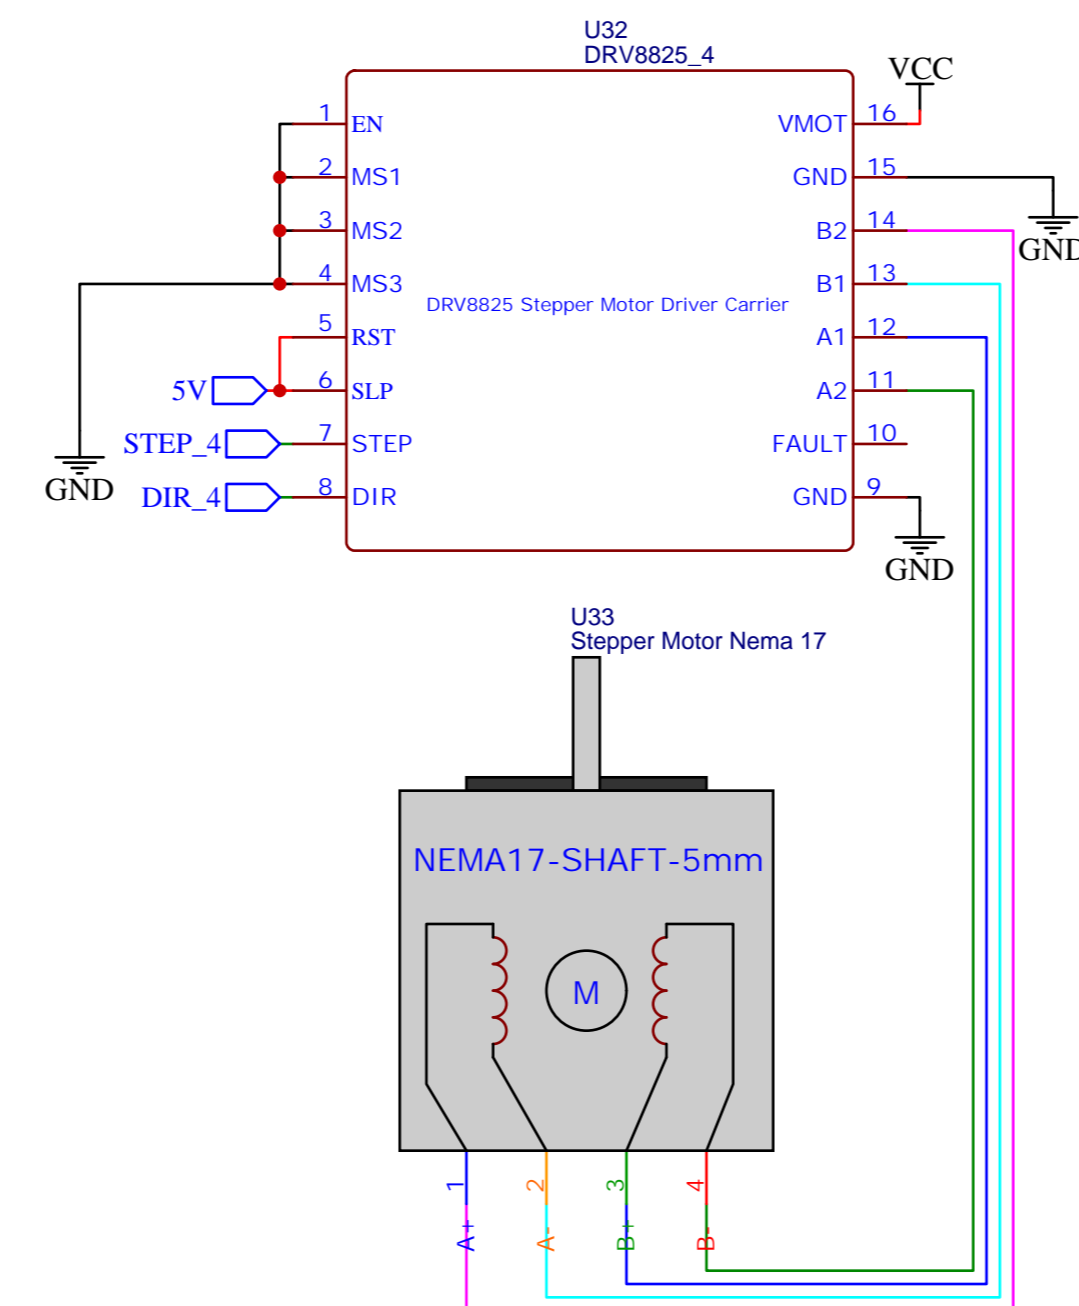 U32
DRV8825_4
VCC
1 EN
VMOT 16
2 MS1
GND 15
3 MS2
B2 14
GND
4 MS3
B1 13
DRV8825 Stepper Motor Driver Carrier
5 RST
A1 12
5V
6 SLP
A2 11
STEP_4
7 STEP
FAULT 10
GND
DIR_4
8 DIR
GND 9
GND
U33
Stepper Motor Nema 17
NEMA17-SHAFT-5mm
M
1 2 3 4
A+ A- B+ B-